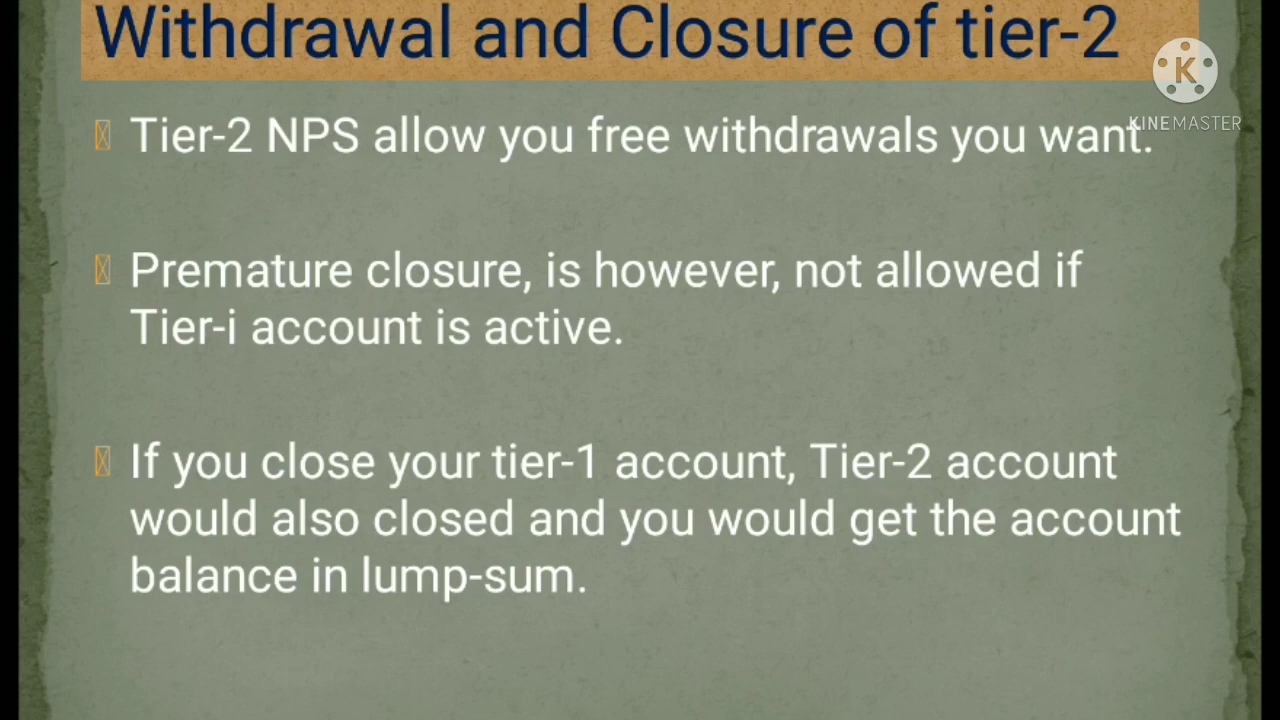 Withdrawal and Closure of tier-2
K
KINEMASTER
Tier-2 NPS allow you free withdrawals you want.
Premature closure, is however, not allowed if
Tier-i account is active.
If you close your tier-1 account, Tier-2 account
would also closed and you would get the account
balance in lump-sum.